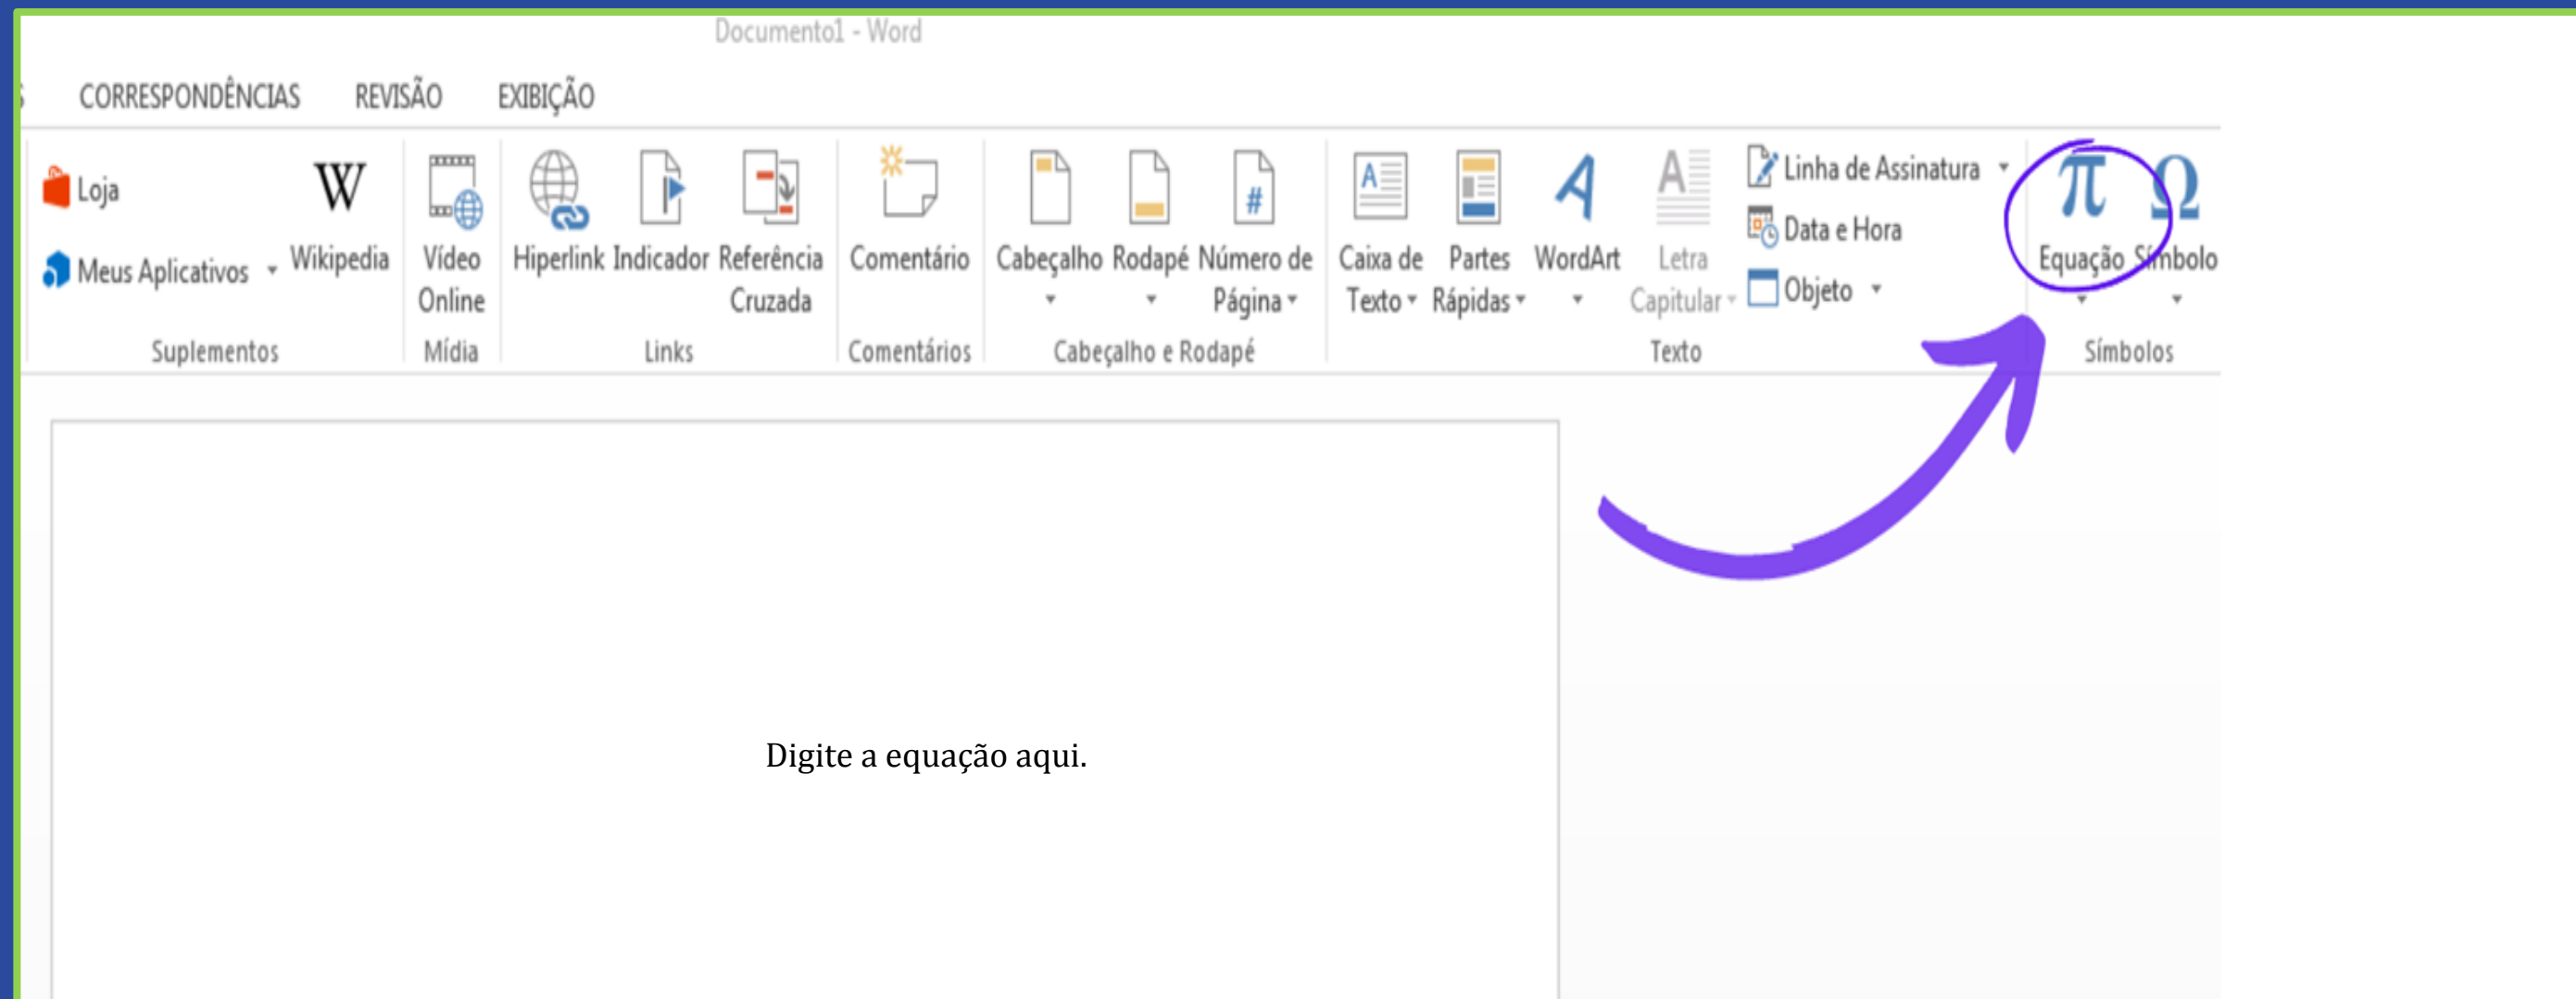 Documento1 - Word
CORRESPONDÊNCIAS REVISÃO EXIBIÇÃO
Loja
Meus Aplicativos
W
Wikipedia
Vídeo
Online
Hiperlink
Indicador
Referência
Cruzada
Comentário
Cabeçalho
Rodapé
#
Número de
Página
A
Caixa de
Texto
Partes
Rápidas
A
WordArt
A
Letra
Capitular
Linha de Assinatura
Data e Hora
Objeto
π
Equação
Ω
Símbolo
Suplementos Mídia Links Comentários Cabeçalho e Rodapé Texto Símbolos
Digite a equação aqui.